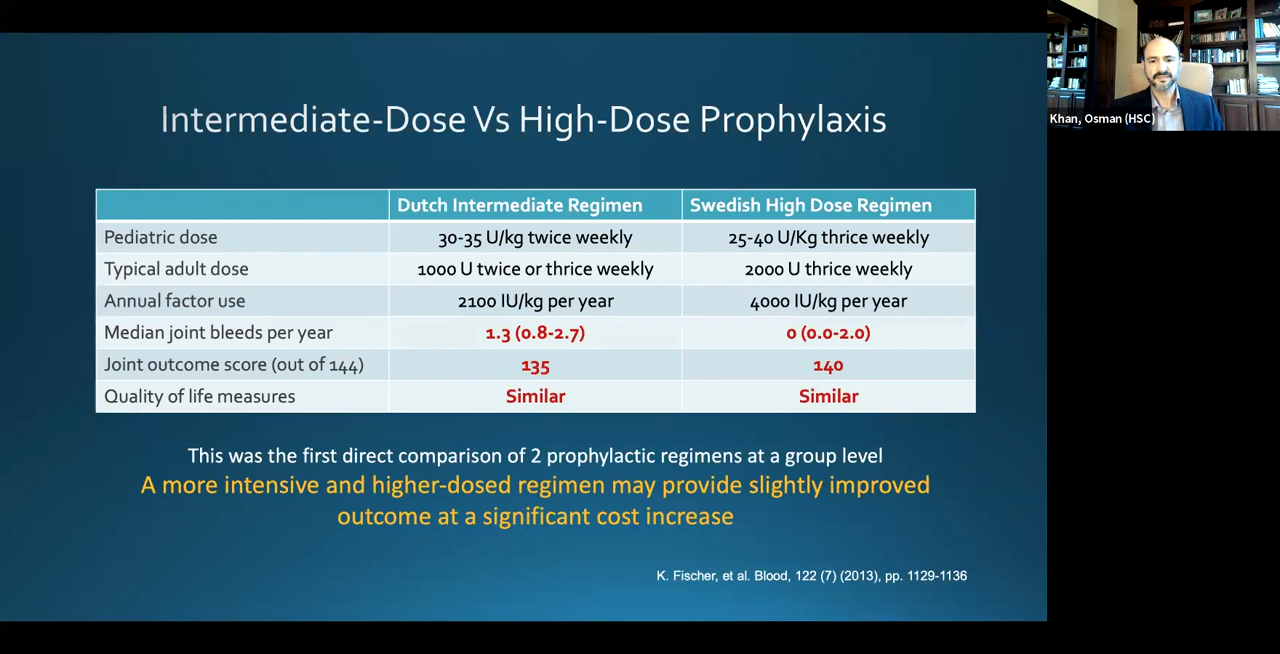 Intermediate-Dose Vs High-Dose Prophylaxis
Khan, Osman (HSC)
Dutch Intermediate Regimen Swedish High Dose Regimen
Pediatric dose 30-35 U/kg twice weekly 25-40 U/Kg thrice weekly
Typical adult dose 1000 U twice or thrice weekly 2000 U thrice weekly
Annual factor use 2100 IU/kg per year 4000 IU/kg per year
Median joint bleeds per year 1.3 (0.8-2.7) 0 (0.0-2.0)
Joint outcome score (out of 144) 135 140
Quality of life measures Similar Similar
This was the first direct comparison of 2 prophylactic regimens at a group level
A more intensive and higher-dosed regimen may provide slightly improved
outcome at a significant cost increase
K. Fischer, et al. Blood, 122 (7) (2013), pp. 1129-1136